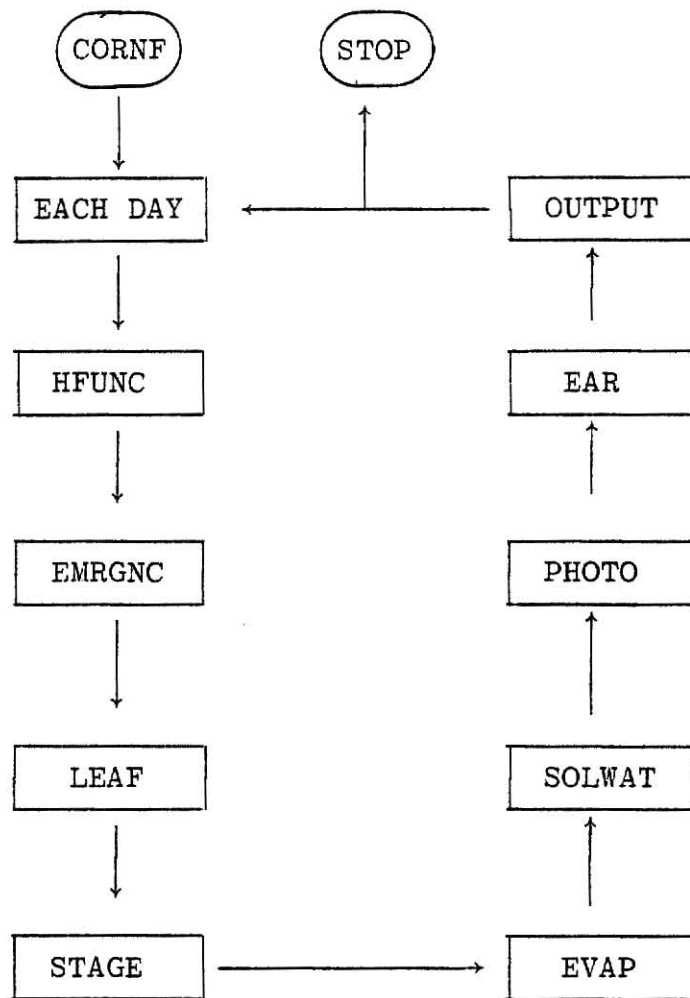 CORNF
STOP
EACH DAY
OUTPUT
HFUNC
EAR
EMRGNC
PHOTO
LEAF
SOLWAT
STAGE
EVAP